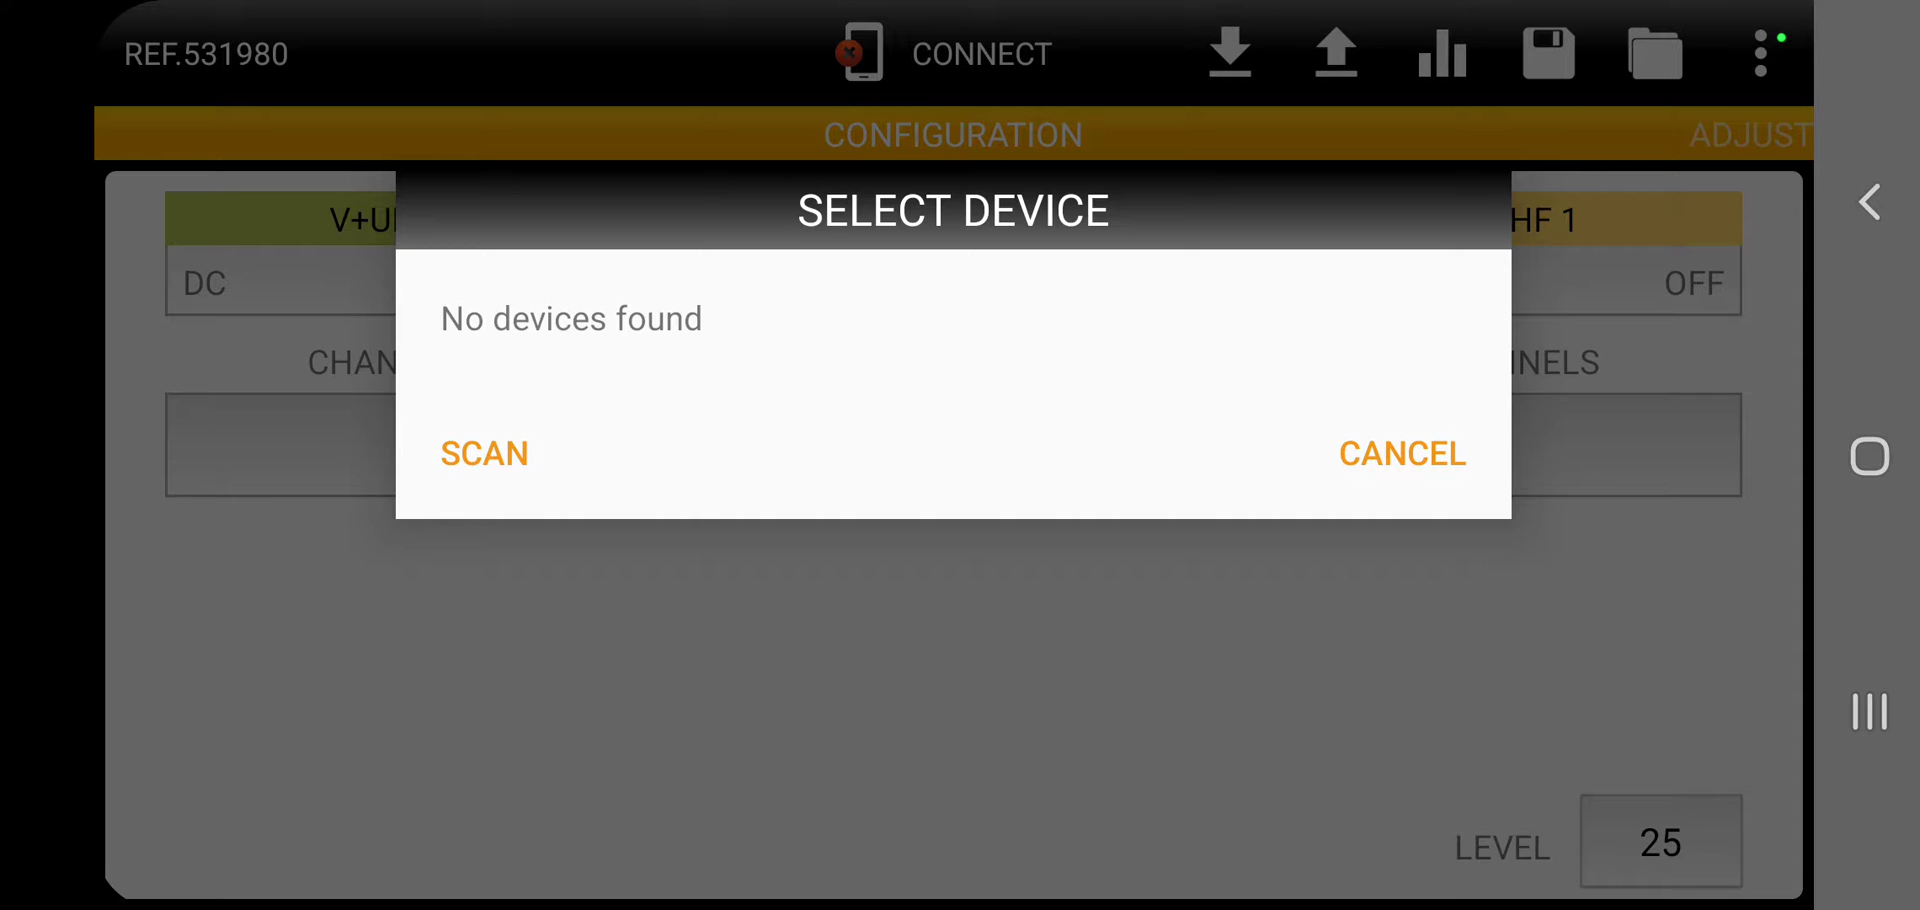 REF.531980
CONNECT
CONFIGURATION
ADJUST
SELECT DEVICE
HF 1
DC
OFF
No devices found
CHAN
NELS
SCAN
CANCEL
LEVEL
25